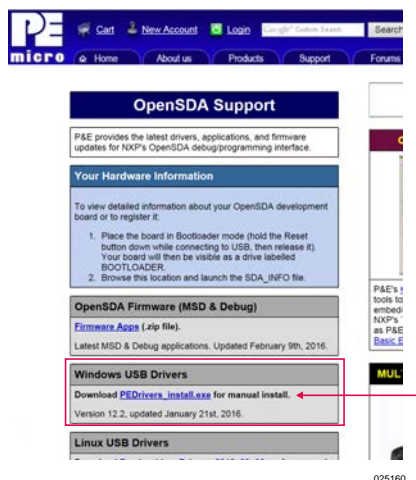 PE
micro
Cart New Account Login Google Custom Search Search
Home About us Products Support Forums
OpenSDA Support
P&E provides the latest drivers, applications, and firmware
updates for NXP's OpenSDA debug/programming interface.
Your Hardware Information
To view detailed information about your OpenSDA development
board or to register it:
1. Place the board in Bootloader mode (hold the Reset
button down while connecting to USB, then release it).
Your board will then be visible as a drive labelled
BOOTLOADER.
2. Browse this location and launch the SDA_INFO file.
OpenSDA Firmware (MSD & Debug)
Firmware Apps (.zip file).
Latest MSD & Debug applications. Updated February 9th, 2016.
Windows USB Drivers
Download PEDrivers_install.exe for manual install.
Version 12.2, updated January 21st, 2016.
Linux USB Drivers
P&E's
tools to
embedi
NXP's
as P&E
Basic E
MUL
025160